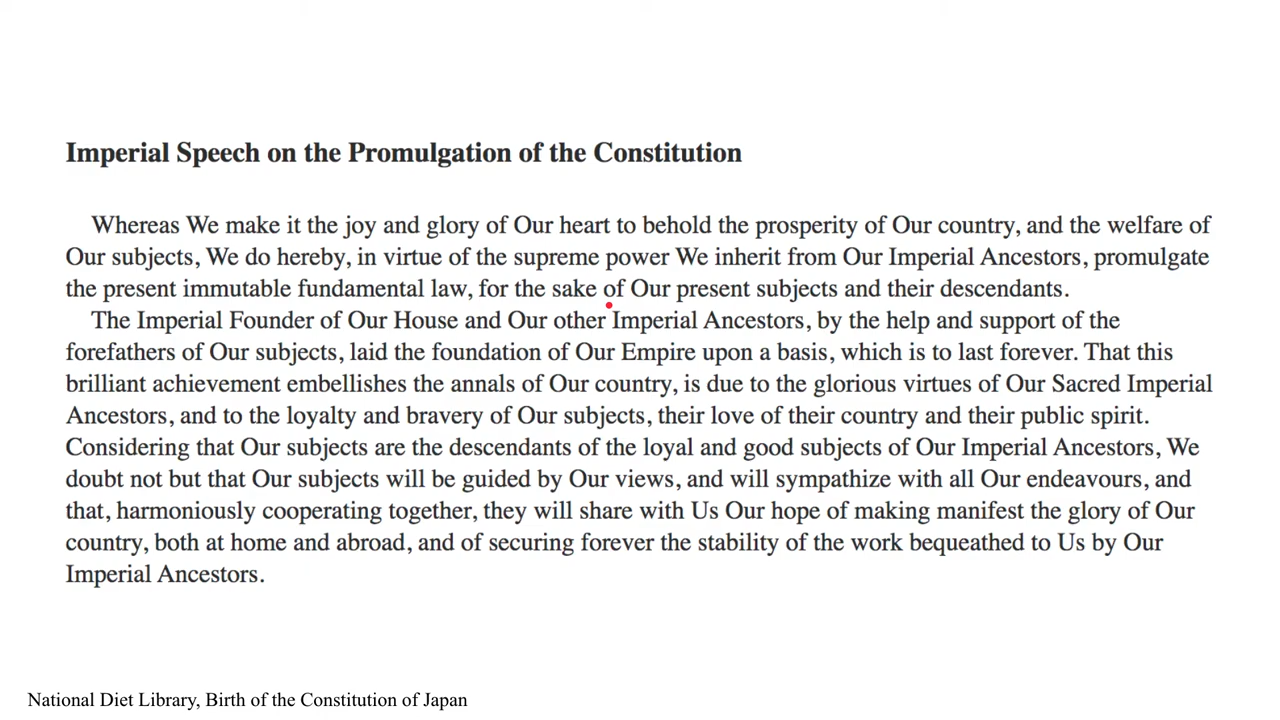 Imperial Speech on the Promulgation of the Constitution
Whereas We make it the joy and glory of Our heart to behold the prosperity of Our country, and the welfare of
Our subjects, We do hereby, in virtue of the supreme power We inherit from Our Imperial Ancestors, promulgate
the present immutable fundamental law, for the sake of Our present subjects and their descendants.
The Imperial Founder of Our House and Our other Imperial Ancestors, by the help and support of the
forefathers of Our subjects, laid the foundation of Our Empire upon a basis, which is to last forever. That this
brilliant achievement embellishes the annals of Our country, is due to the glorious virtues of Our Sacred Imperial
Ancestors, and to the loyalty and bravery of Our subjects, their love of their country and their public spirit.
Considering that Our subjects are the descendants of the loyal and good subjects of Our Imperial Ancestors, We
doubt not but that Our subjects will be guided by Our views, and will sympathize with all Our endeavours, and
that, harmoniously cooperating together, they will share with Us Our hope of making manifest the glory of Our
country, both at home and abroad, and of securing forever the stability of the work bequeathed to Us by Our
Imperial Ancestors.
National Diet Library, Birth of the Constitution of Japan